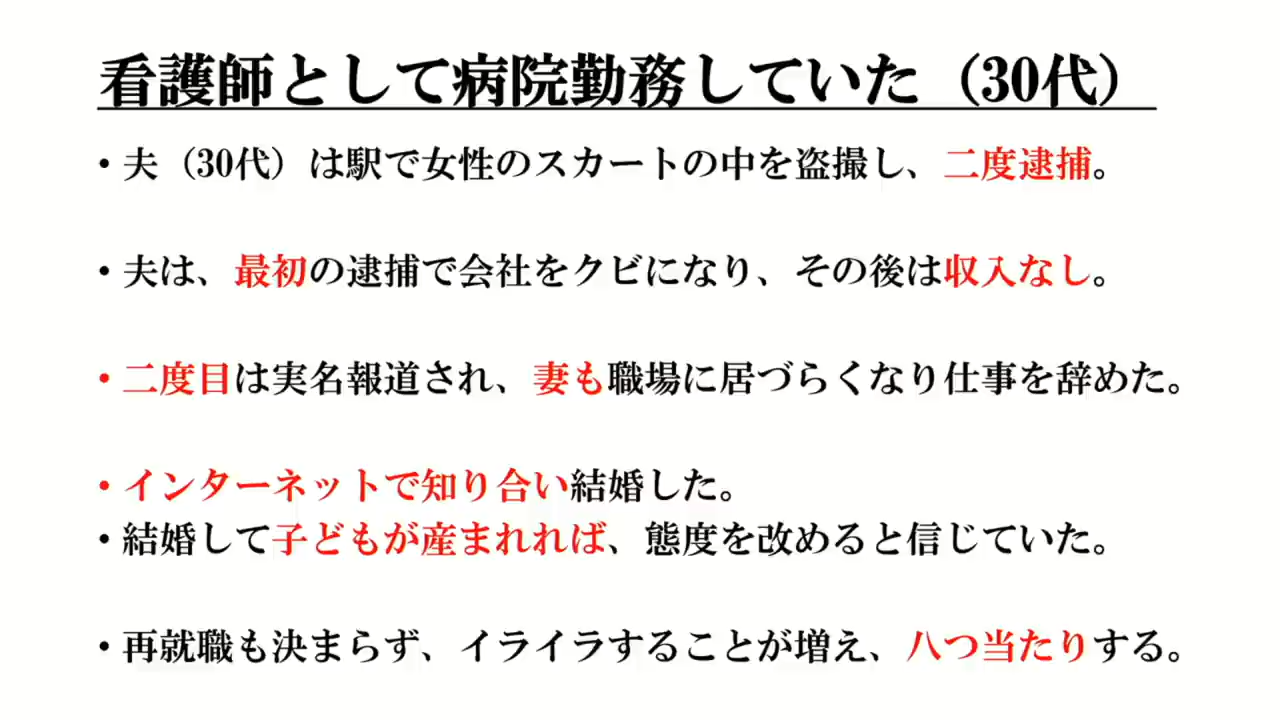 看護師として病院勤務していた（30代）
・夫（30代）は駅で女性のスカートの中を盗撮し、二度逮捕。
・夫は、最初の逮捕で会社をクビになり、その後は収入なし。
・二度目は実名報道され、妻も職場に居づらくなり仕事を辞めた。
・インターネットで知り合い結婚した。
・結婚して子どもが産まれれば、態度を改めると信じていた。
・再就職も決まらず、イライラすることが増え、八つ当たりする。